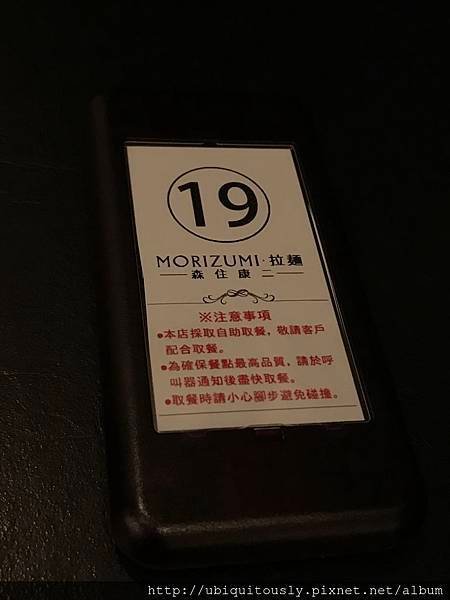 19
MORIZUMI·拉麵
森住康二
※注意事項
●本店採取自助取餐，敬請客戶
配合取餐。
●為確保餐點最高品質，請於呼
叫器通知後盡快取餐。
●取餐時請小心腳步避免碰撞。
http://ubiquitously.pixnet.net/album